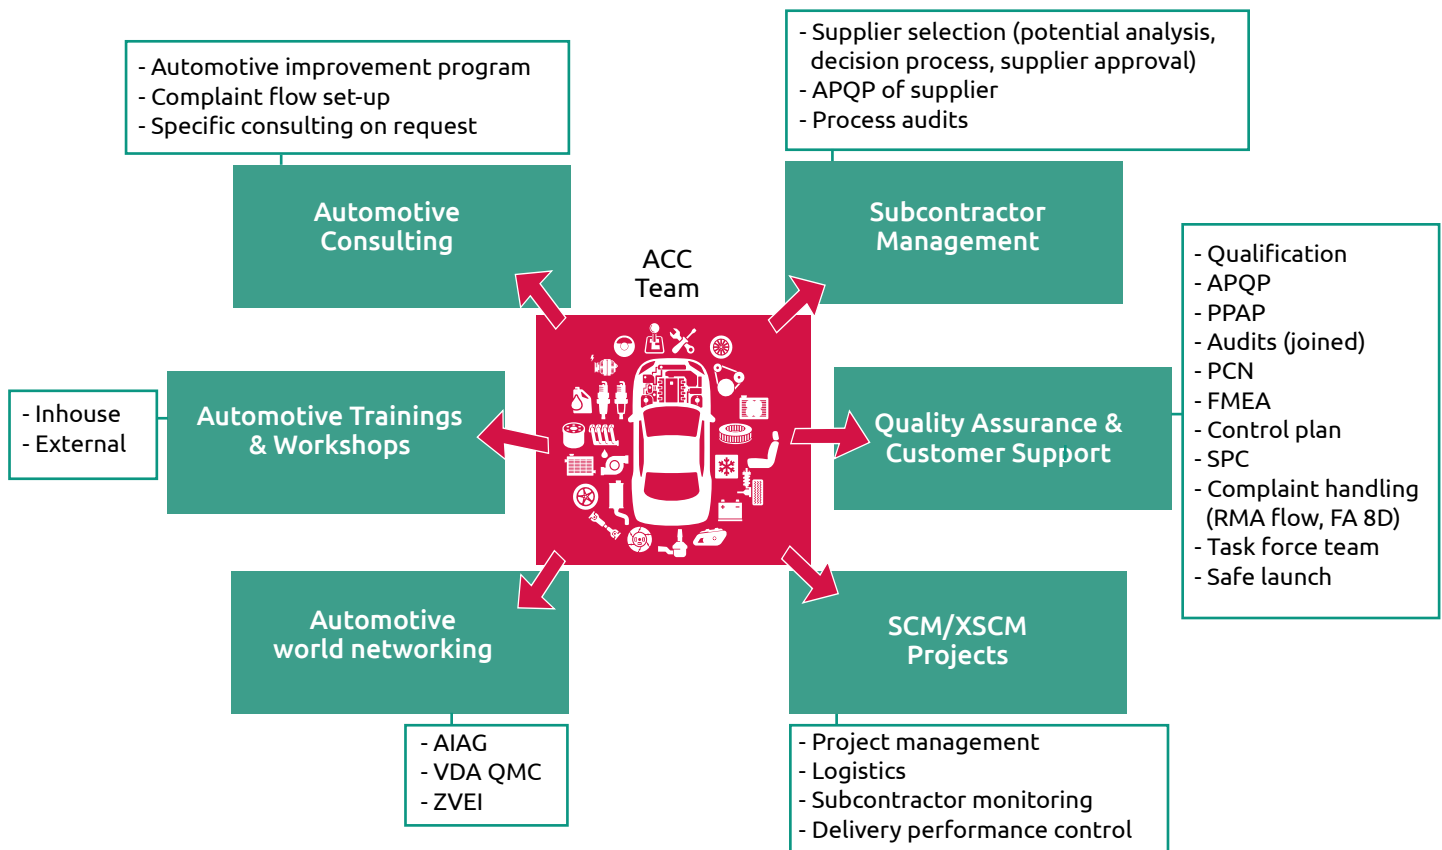 - Automotive improvement program
- Complaint flow set-up
- Specific consulting on request
Automotive
Consulting
- Supplier selection (potential analysis,
decision process, supplier approval)
- APQP of supplier
- Process audits
Subcontractor
Management
ACC
Team
- Inhouse
- External
Automotive Trainings
& Workshops
Quality Assurance &
Customer Support
- Qualification
- APQP
- PPAP
- Audits (joined)
- PCN
- FMEA
- Control plan
- SPC
- Complaint handling
(RMA flow, FA 8D)
- Task force team
- Safe launch
Automotive
world networking
- AIAG
- VDA QMC
- ZVEI
SCM/XSCM
Projects
- Project management
- Logistics
- Subcontractor monitoring
- Delivery performance control